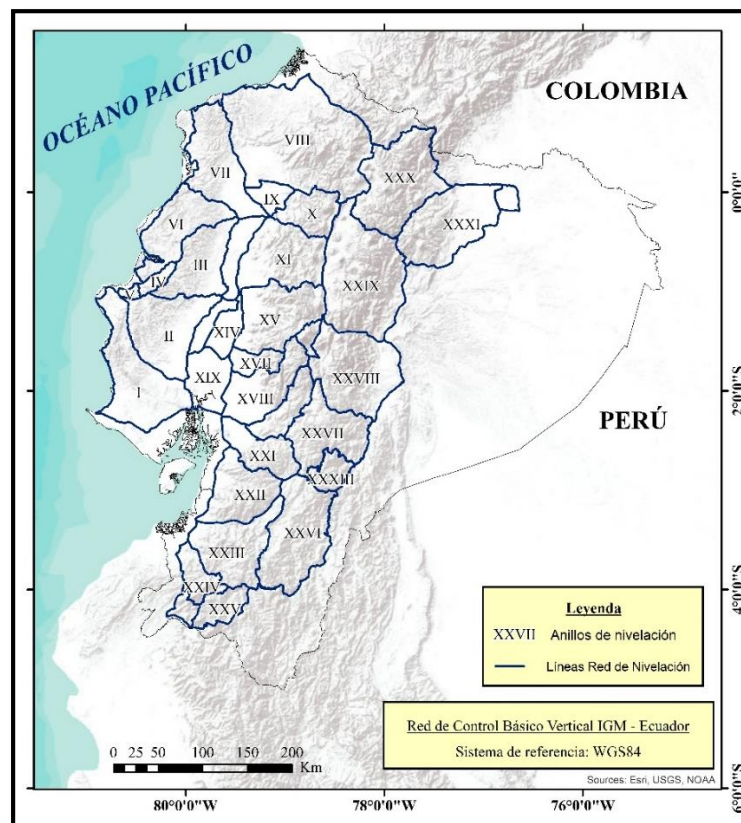 OCÉANO PACÍFICO
COLOMBIA
VIII
VII
XXX
IX
X
0°0'0"
XXXI
VI
III
XI
XXIX
IV
V
II
XIV
XV
XVII
XXVIII
I
XIX
XVIII
2°0'0"S
PERÚ
XXVII
XXI
XXXIII
XXII
XXVI
XXIII
XXIV
XXV
4°0'0"S
Leyenda
XXVII Anillos de nivelación
Líneas Red de Nivelación
Red de Control Básico Vertical IGM - Ecuador
Sistema de referencia: WGS84
0 25 50 100 150 200
Km
Sources: Esri, USGS, NOAA
6°0'0"S
80°0'0"W 78°0'0"W 76°0'0"W